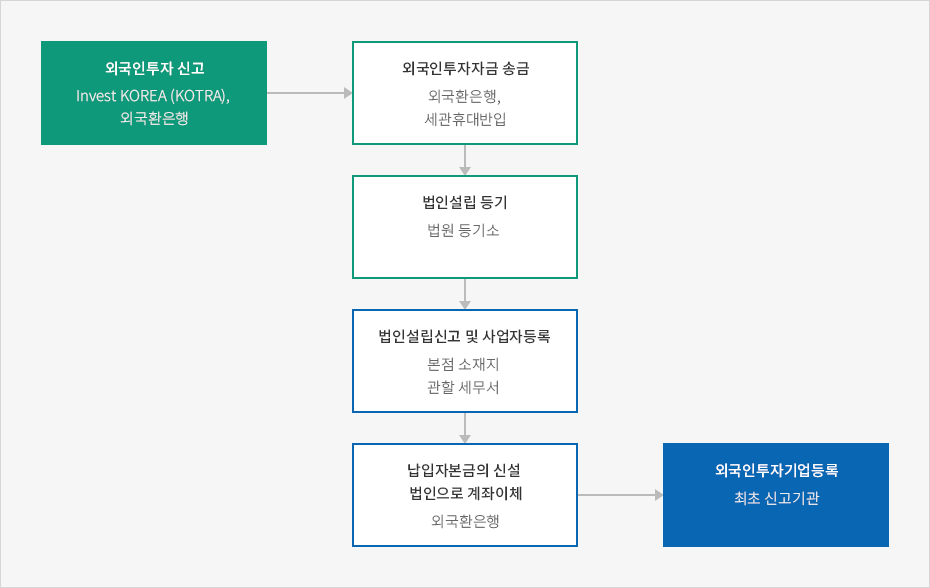 외국인투자 신고
Invest KOREA (KOTRA),
외국환은행
외국인투자자금 송금
외국환은행,
세관휴대반입
법인설립 등기
법원 등기소
법인설립신고 및 사업자등록
본점 소재지
관할 세무서
납입자본금의 신설
법인으로 계좌이체
외국환은행
외국인투자기업등록
최초 신고기관